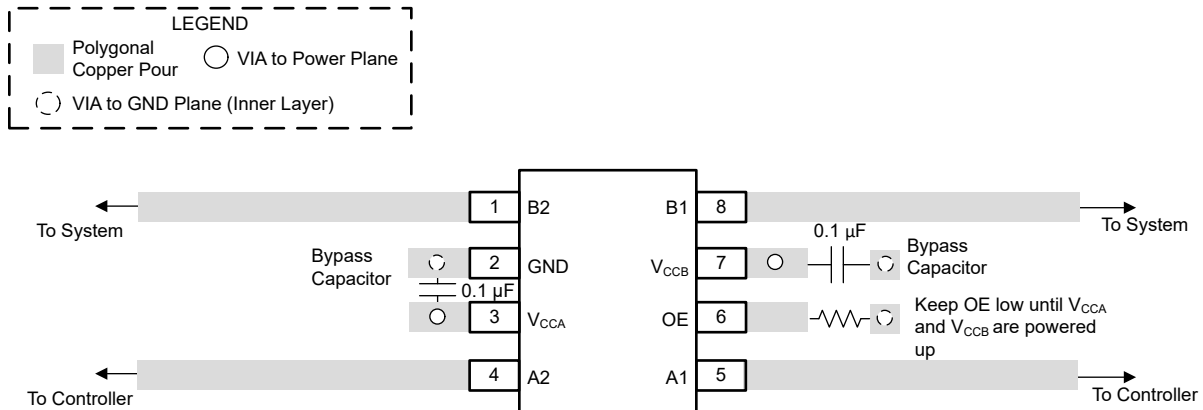 LEGEND
Polygonal
Copper Pour
VIA to Power Plane
VIA to GND Plane (Inner Layer)
1 B2
B1 8
To System
To System
0.1 µF
Bypass
Capacitor
2 GND
VCCB 7
Bypass
Capacitor
0.1 µF
3 VCCA
OE 6
Keep OE low until VCCA
and VCCB are powered
up
4 A2
A1 5
To Controller
To Controller